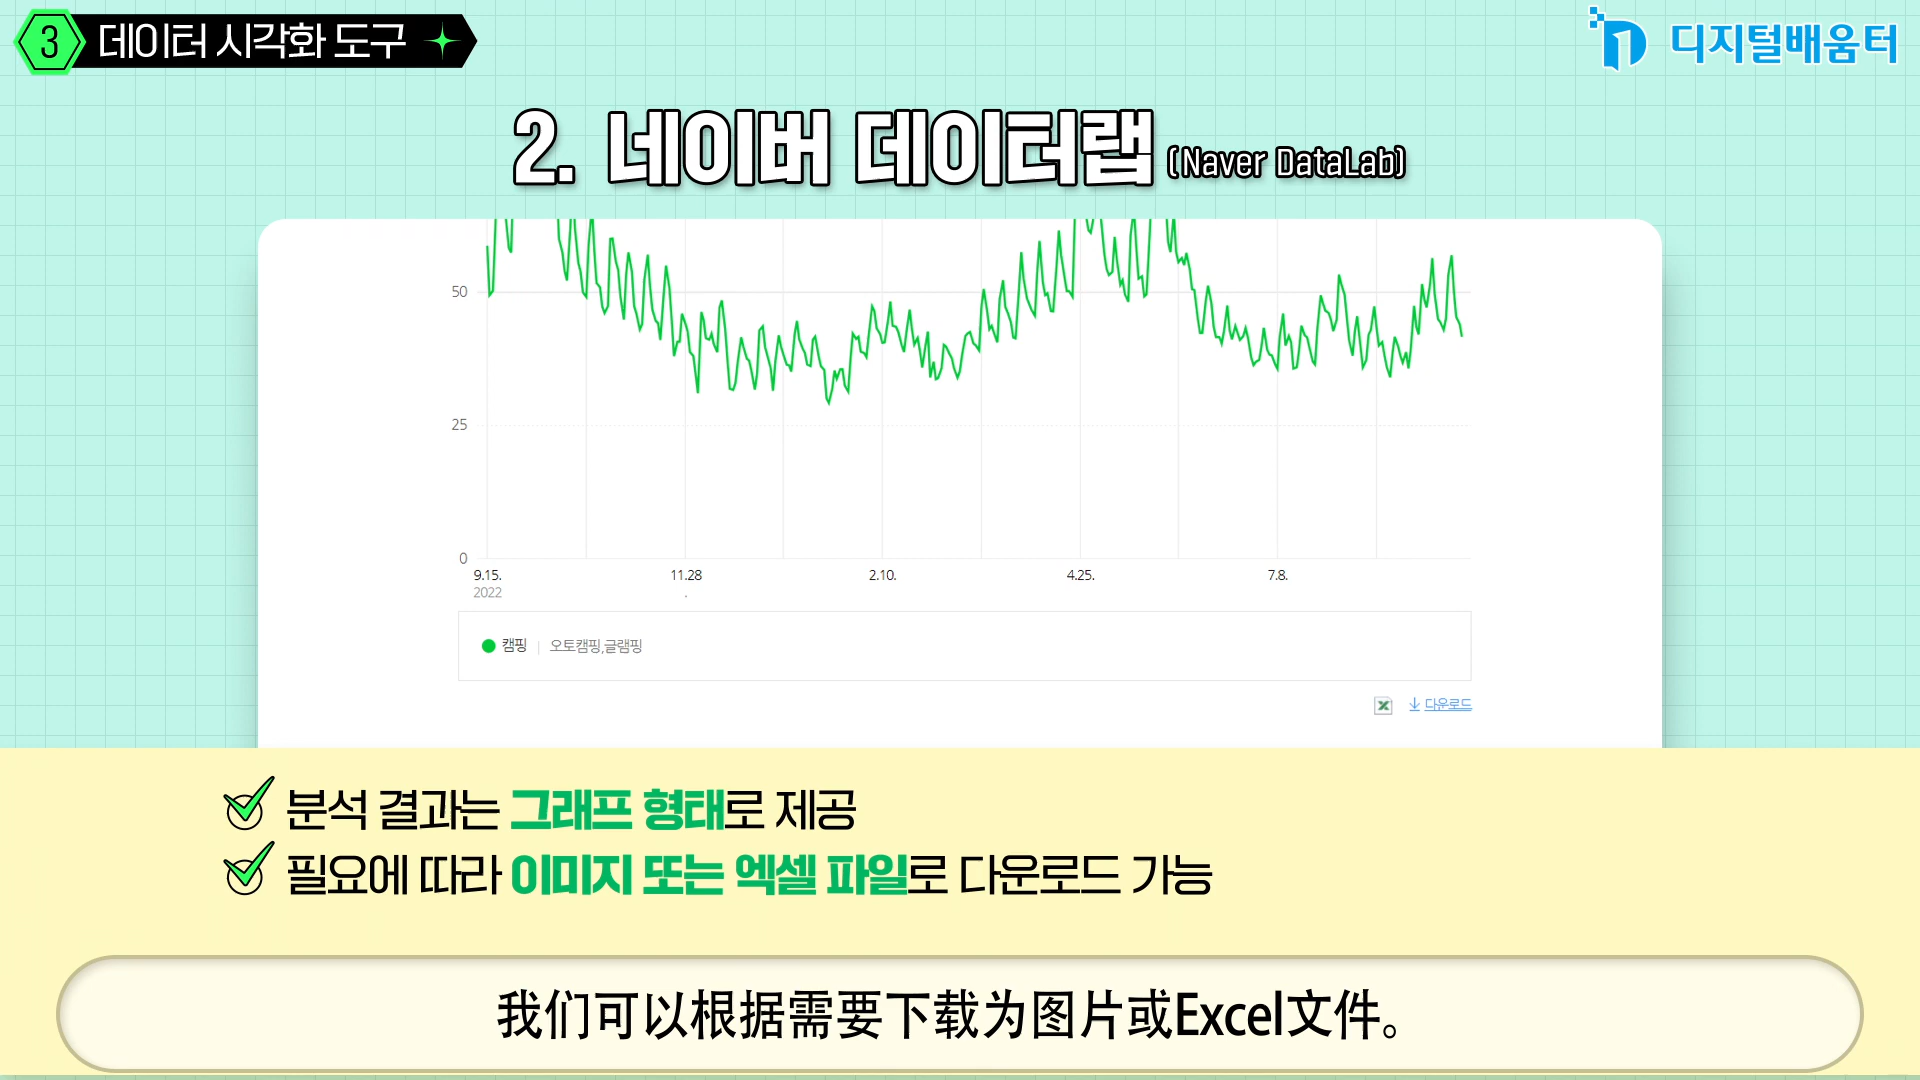 3 데이터 시각화 도구
디지털배움터
2. 네이버 데이터랩 (Naver DataLab)
50
25
0
9.15. 11.28 2.10. 4.25. 7.8.
2022 .
캠핑 | 오토캠핑,글램핑
다운로드
분석 결과는 그래프 형태로 제공
필요에 따라 이미지 또는 엑셀 파일로 다운로드 가능
我们可以根据需要下载为图片或Excel文件。